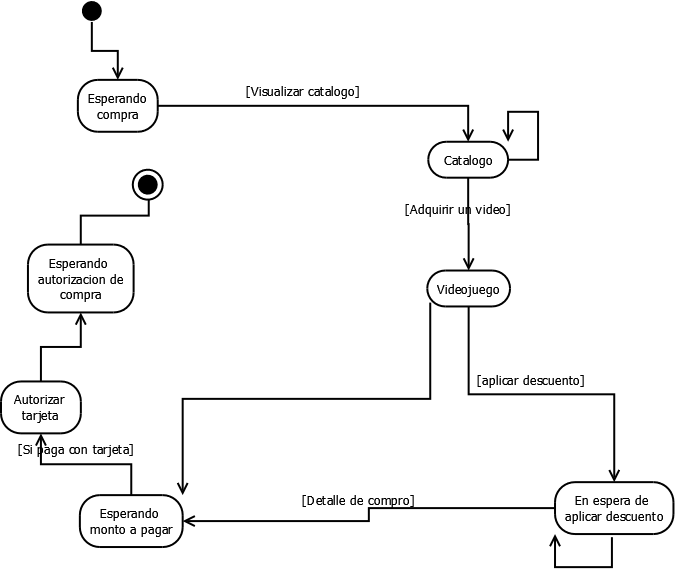 Esperando
compra
[Visualizar catalogo]
Catalogo
[Adquirir un video]
Esperando
autorizacion de
compra
Videojuego
[aplicar descuento]
Autorizar
tarjeta
[Si paga con tarjeta]
[Detalle de compro]
Esperando
monto a pagar
En espera de
aplicar descuento